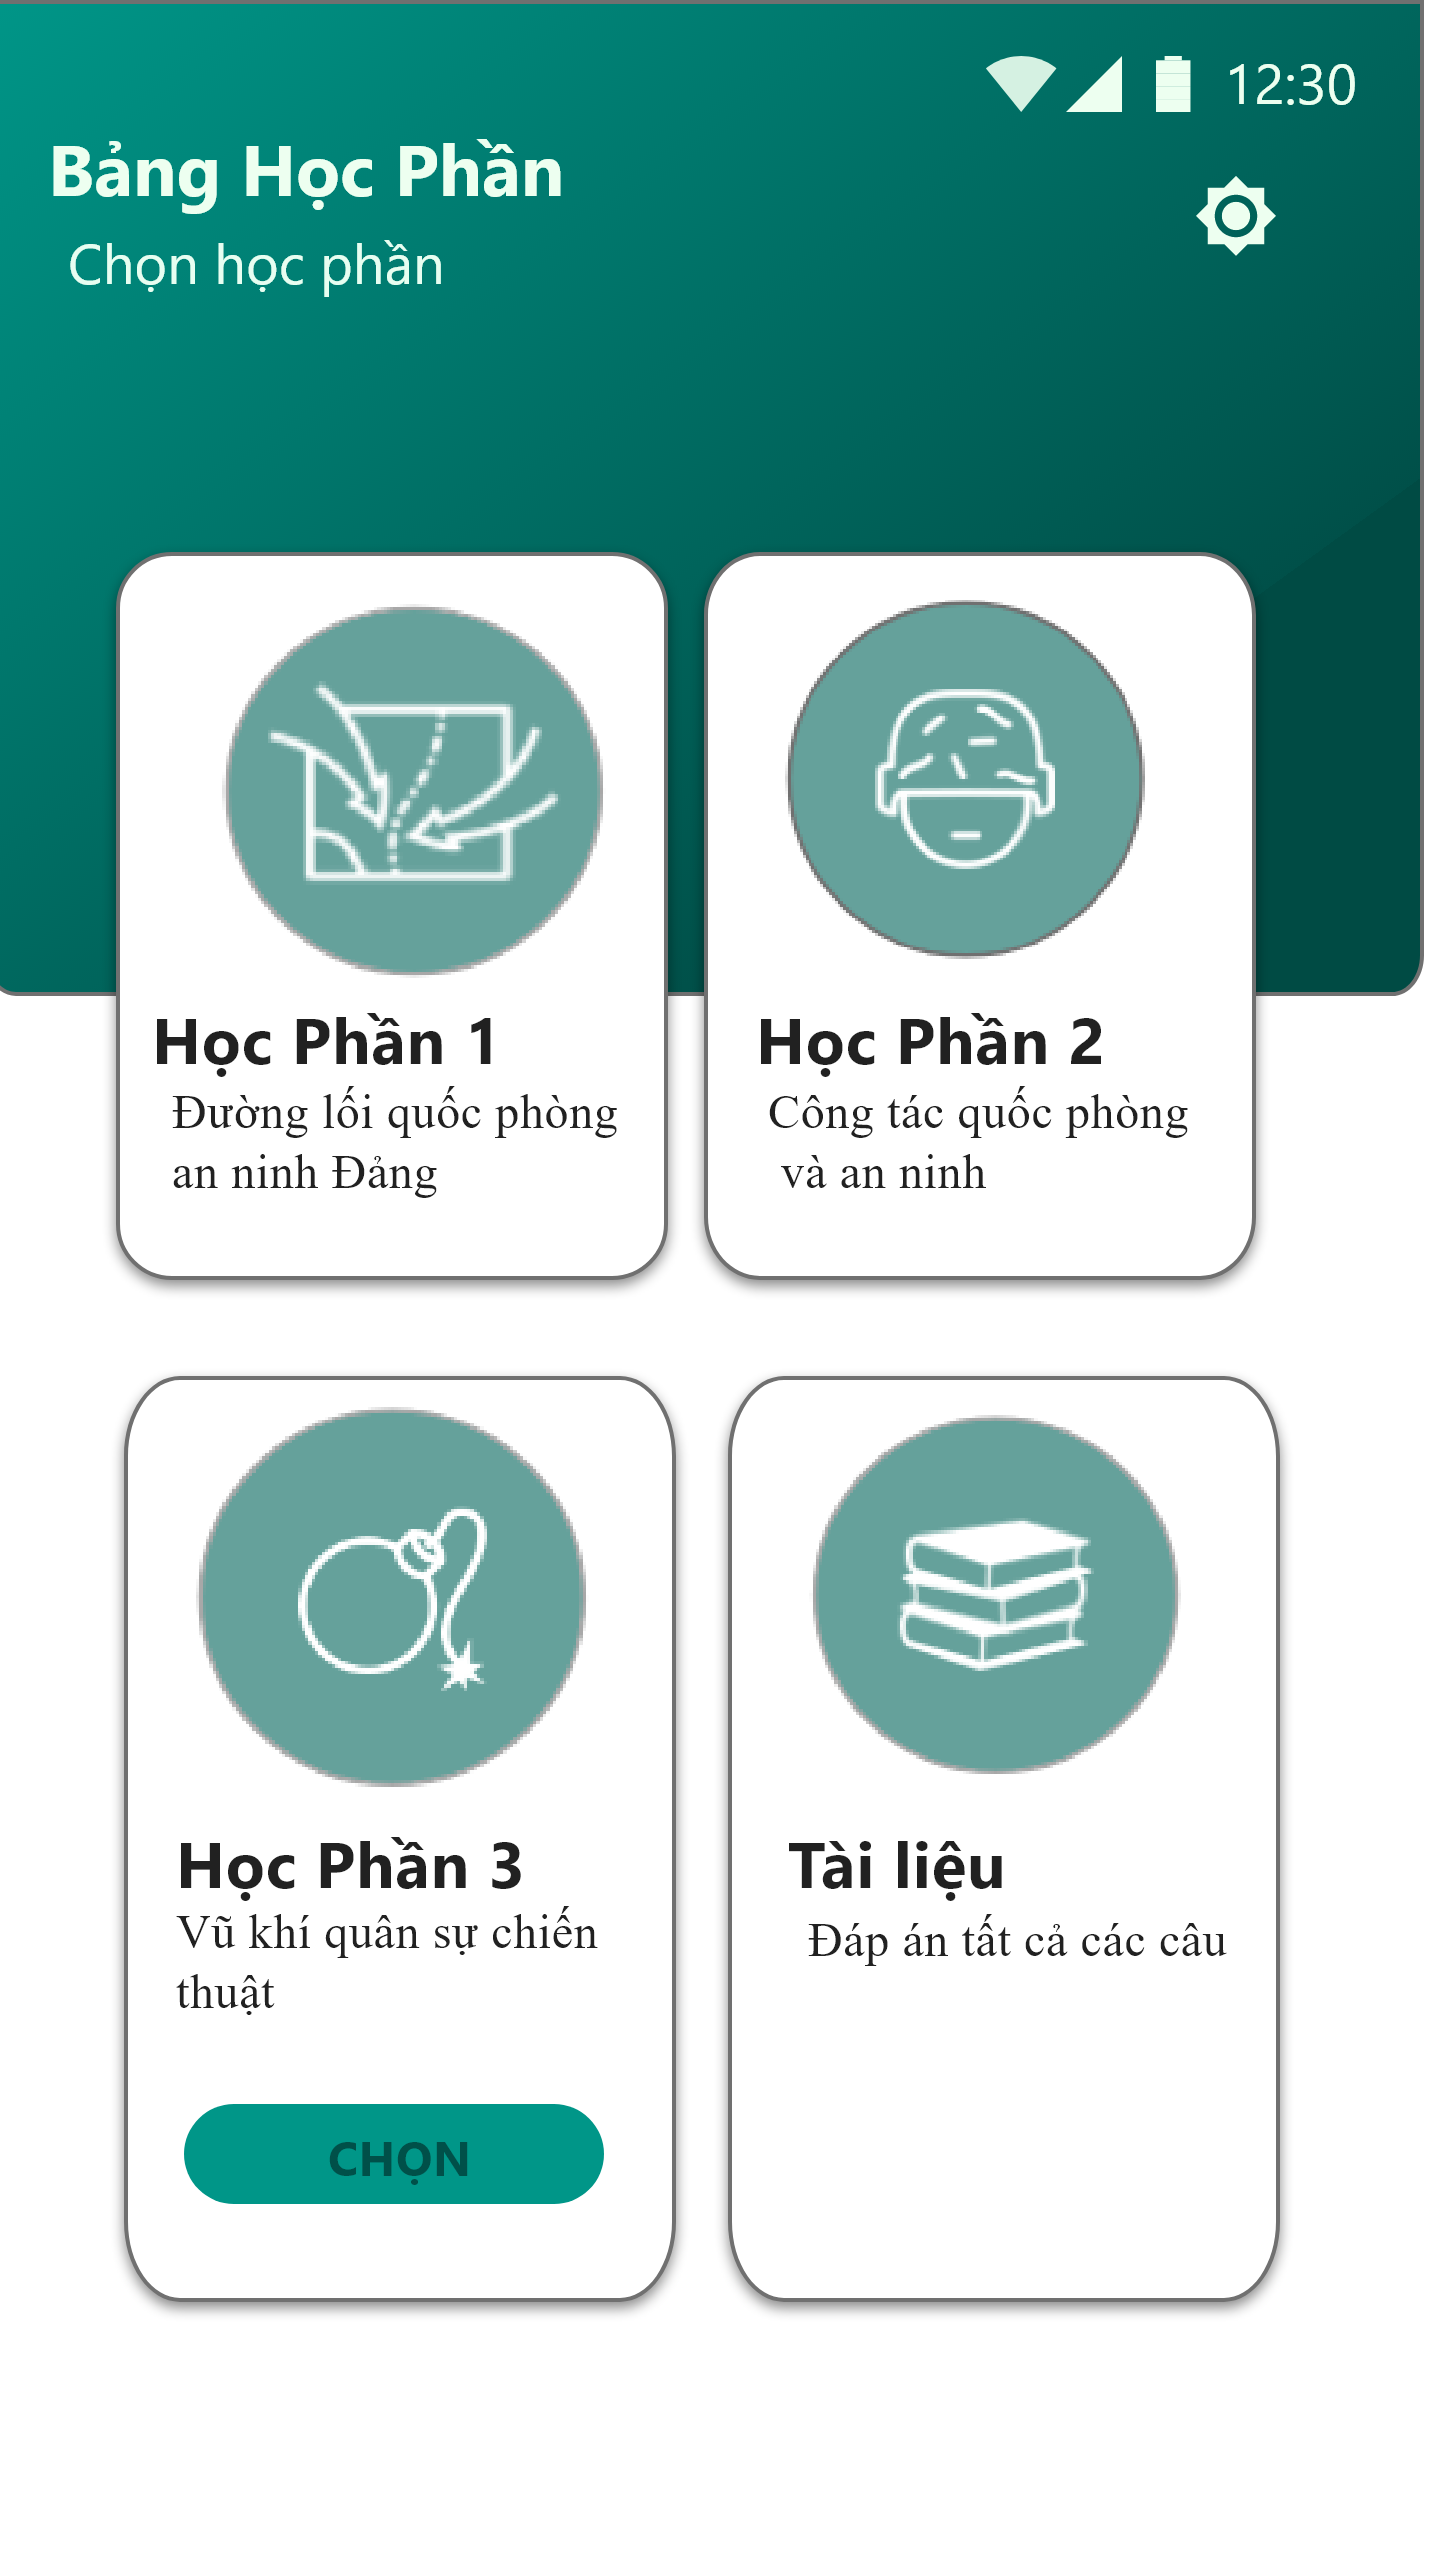 12:30
Bảng Học Phần
Chọn học phần
Học Phần 1
Đường lối quốc phòng
an ninh Đảng
Học Phần 2
Công tác quốc phòng
và an ninh
Học Phần 3
Vũ khí quân sự chiến
thuật
CHỌN
Tài liệu
Đáp án tất cả các câu